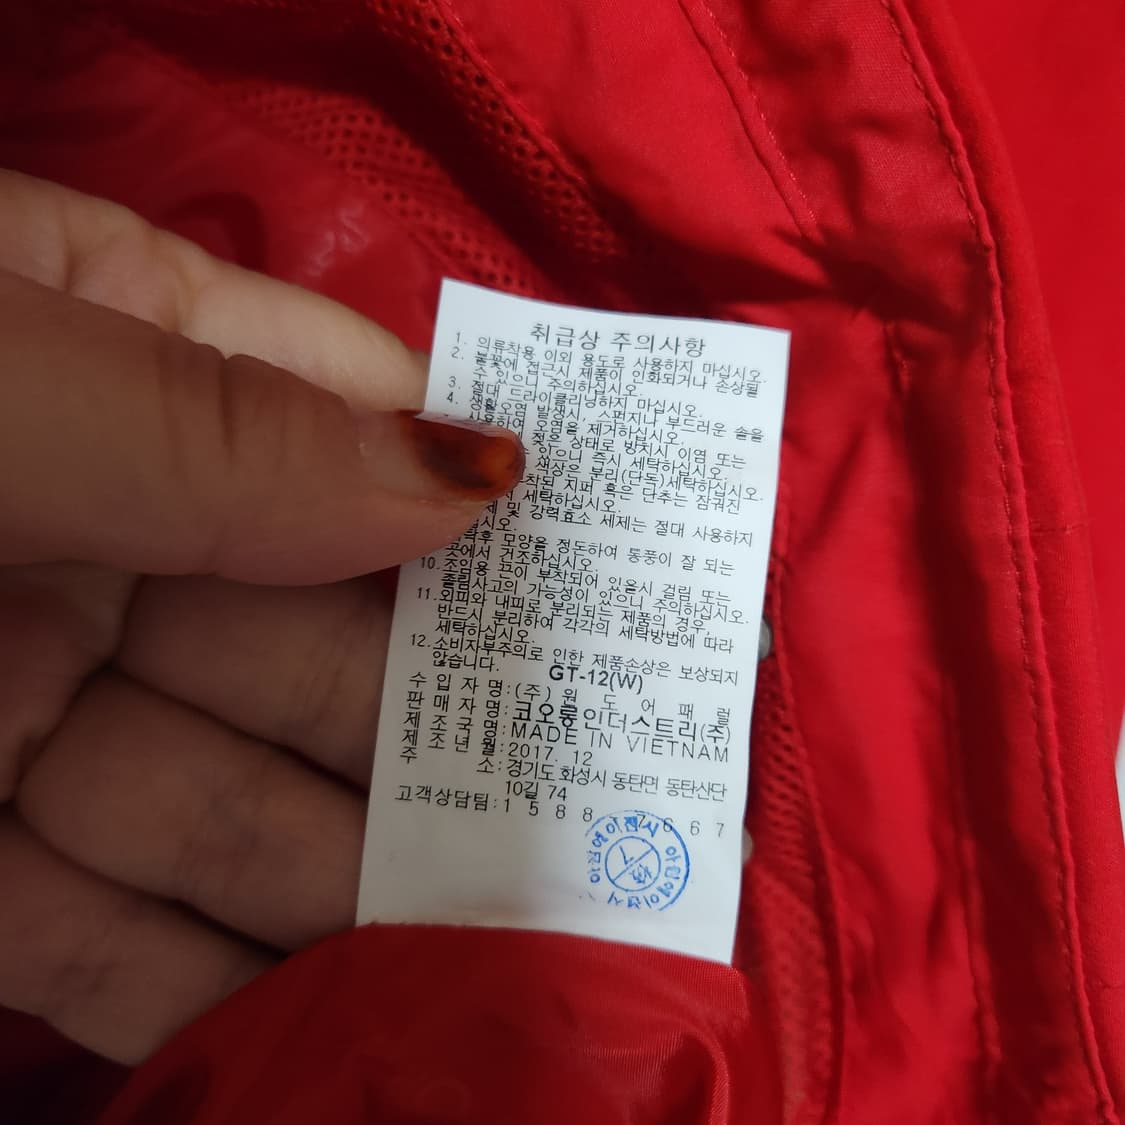 취급상 주의사항
1. 의류착용 이외 용도로 사용하지 마십시오.
2. 불꽃에 접근시 제품이 인화되거나 손상될
수 있으니 주의하십시오.
3. 절대 드라이클리닝하지 마십시오.
4. 생활오염 발생시, 스펀지나 부드러운 솔을
사용하여 오염을 제거하십시오.
젖은 상태로 방치시 이염 또는
있으니 즉시 세탁하십시오.
색상은 분리(단독)세탁하십시오.
부착된 지퍼 혹은 단추는 잠궈진
세탁하십시오.
및 강력효소 세제는 절대 사용하지
모양을 정돈하여 통풍이 잘 되는
곳에서 건조하십시오.
10. 조임용 끈이 부착되어 있을시 걸림 또는
졸림사고의 가능성이 있으니 주의하십시오.
11. 외피와 내피로 분리되는 제품의 경우,
반드시 분리하여 각각의 세탁방법에 따라
세탁하십시오.
12. 소비자부주의로 인한 제품손상은 보상되지
않습니다.
GT-12(W)
수입자명:(주)원도어패럴
판매자명:코오롱인더스트리(주)
제조국명:MADE IN VIETNAM
제조년월:2017. 12
주 소:경기도 화성시 동탄면 동탄산단
10길 74
고객상담팀:1588-7667